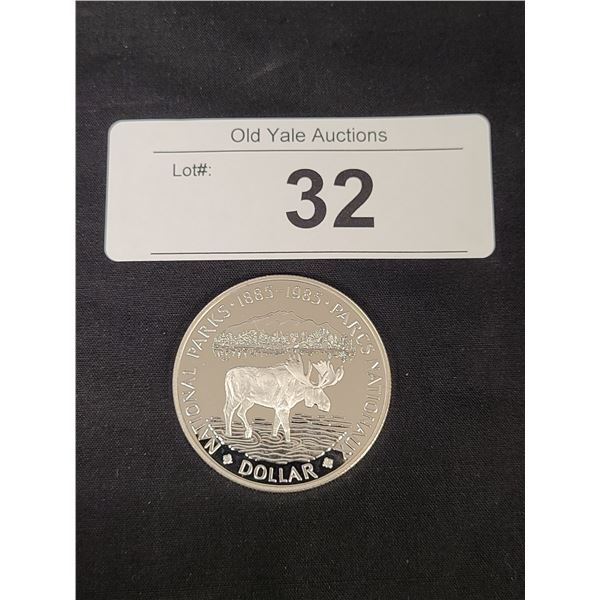 Old Yale Auctions
Lot#:
32
NATIONAL PARKS · 1885-1985 · PARCS NATIONAUX
DOLLAR